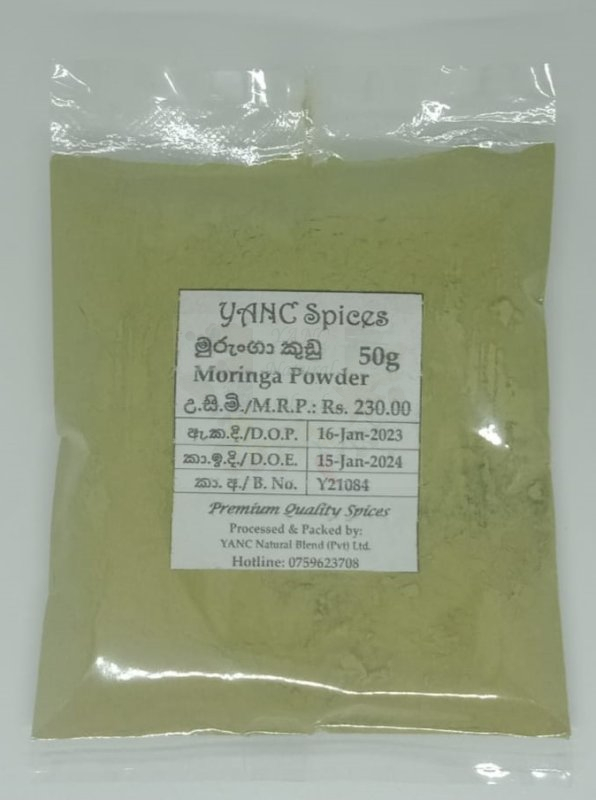 YANC Spices
මුරුංගා කුඩු 50g
Moringa Powder
උ.සි.මි./M.R.P.: Rs. 230.00
ඇ.ක.දි./D.O.P. 16-Jan-2023
කා.ඉ.දි./D.O.E. 15-Jan-2024
කා. අ./ B. No. Y21084
Premium Quality Spices
Processed & Packed by:
YANC Natural Blend (Pvt) Ltd.
Hotline: 0759623708